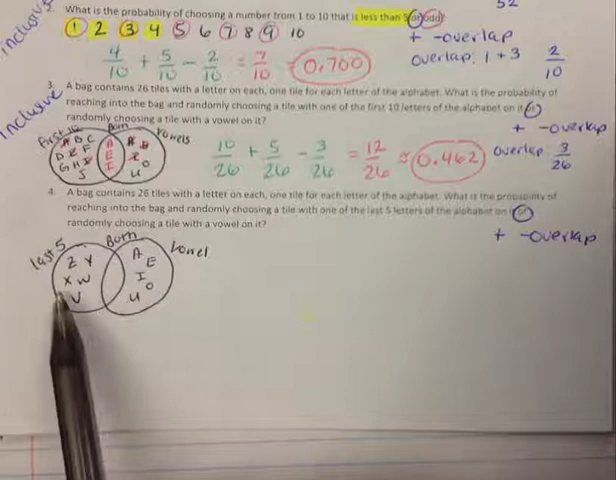 52
2. What is the probability of choosing a number from 1 to 10 that is less than 5 or odd?
inclusive
1 2 3 4 5 6 7 8 9 10
+ -overlap
overlap: 1 + 3 2/10
4/10 + 5/10 - 2/10 = 7/10 = 0.700
3. A bag contains 26 tiles with a letter on each, one tile for each letter of the alphabet. What is the probability of
reaching into the bag and randomly choosing a tile with one of the first 10 letters of the alphabet on it or
randomly choosing a tile with a vowel on it?
Inclusive
+ -overlap
First 10 Both Vowels
A B C
D E F
G H I
J
A E I
A E
I O
U
10/26 + 5/26 - 3/26 = 12/26 ≈ 0.462
overlap: 3/26
4. A bag contains 26 tiles with a letter on each, one tile for each letter of the alphabet. What is the probability of
reaching into the bag and randomly choosing a tile with one of the last 5 letters of the alphabet on it or
randomly choosing a tile with a vowel on it?
+ -overlap
last 5 Both Vowel
Z Y
X W
V
A E
I
O
U